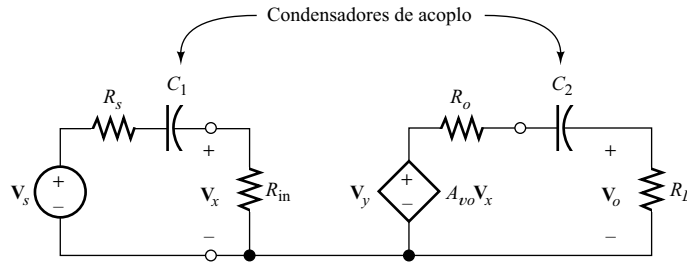 Condensadores de acoplo
C1
C2
Rs
Ro
+
+
+
+
Vs
Vx
Rin
Vy
AvoVx
Vo
RL
–
–
–
–